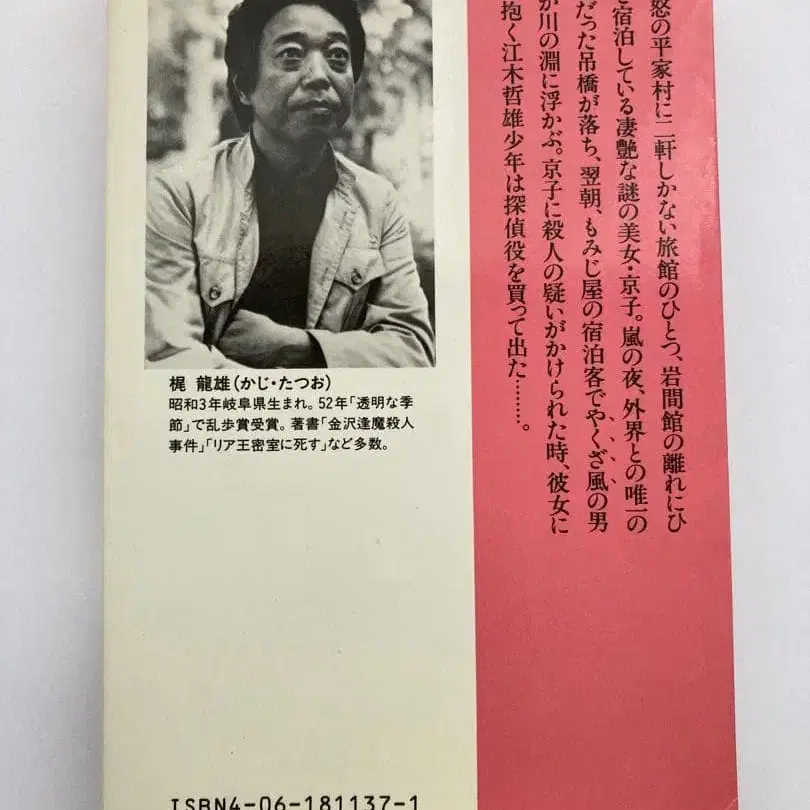 怒の平家村に二軒しかない旅館のひとつ、岩間館の離れにひ
と宿泊している凄艶な謎の美女・京子。嵐の夜、外界との唯一の
だった吊橋が落ち、翌朝、もみじ屋の宿泊客でやくざ風の男
が川の淵に浮かぶ。京子に殺人の疑いがかけられた時、彼女に
抱く江木哲雄少年は探偵役を買って出た………。
梶 龍雄(かじ・たつお)
昭和3年岐阜県生まれ。52年「透明な季
節」で乱歩賞受賞。著書「金沢逢魔殺人
事件」「リア王密室に死す」など多数。
ISBN4-06-181137-1